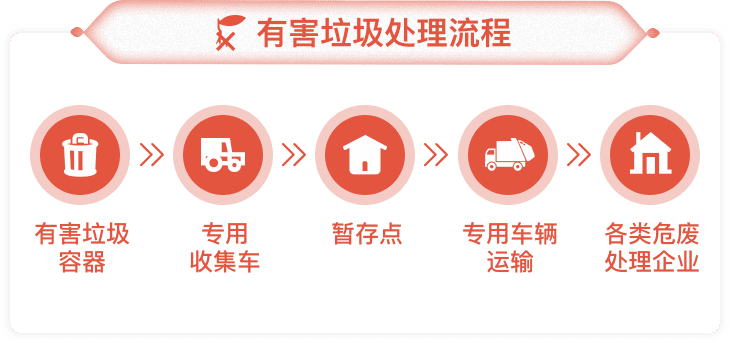 有害垃圾处理流程
有害垃圾
容器
专用
收集车
暂存点
专用车辆
运输
各类危废
处理企业